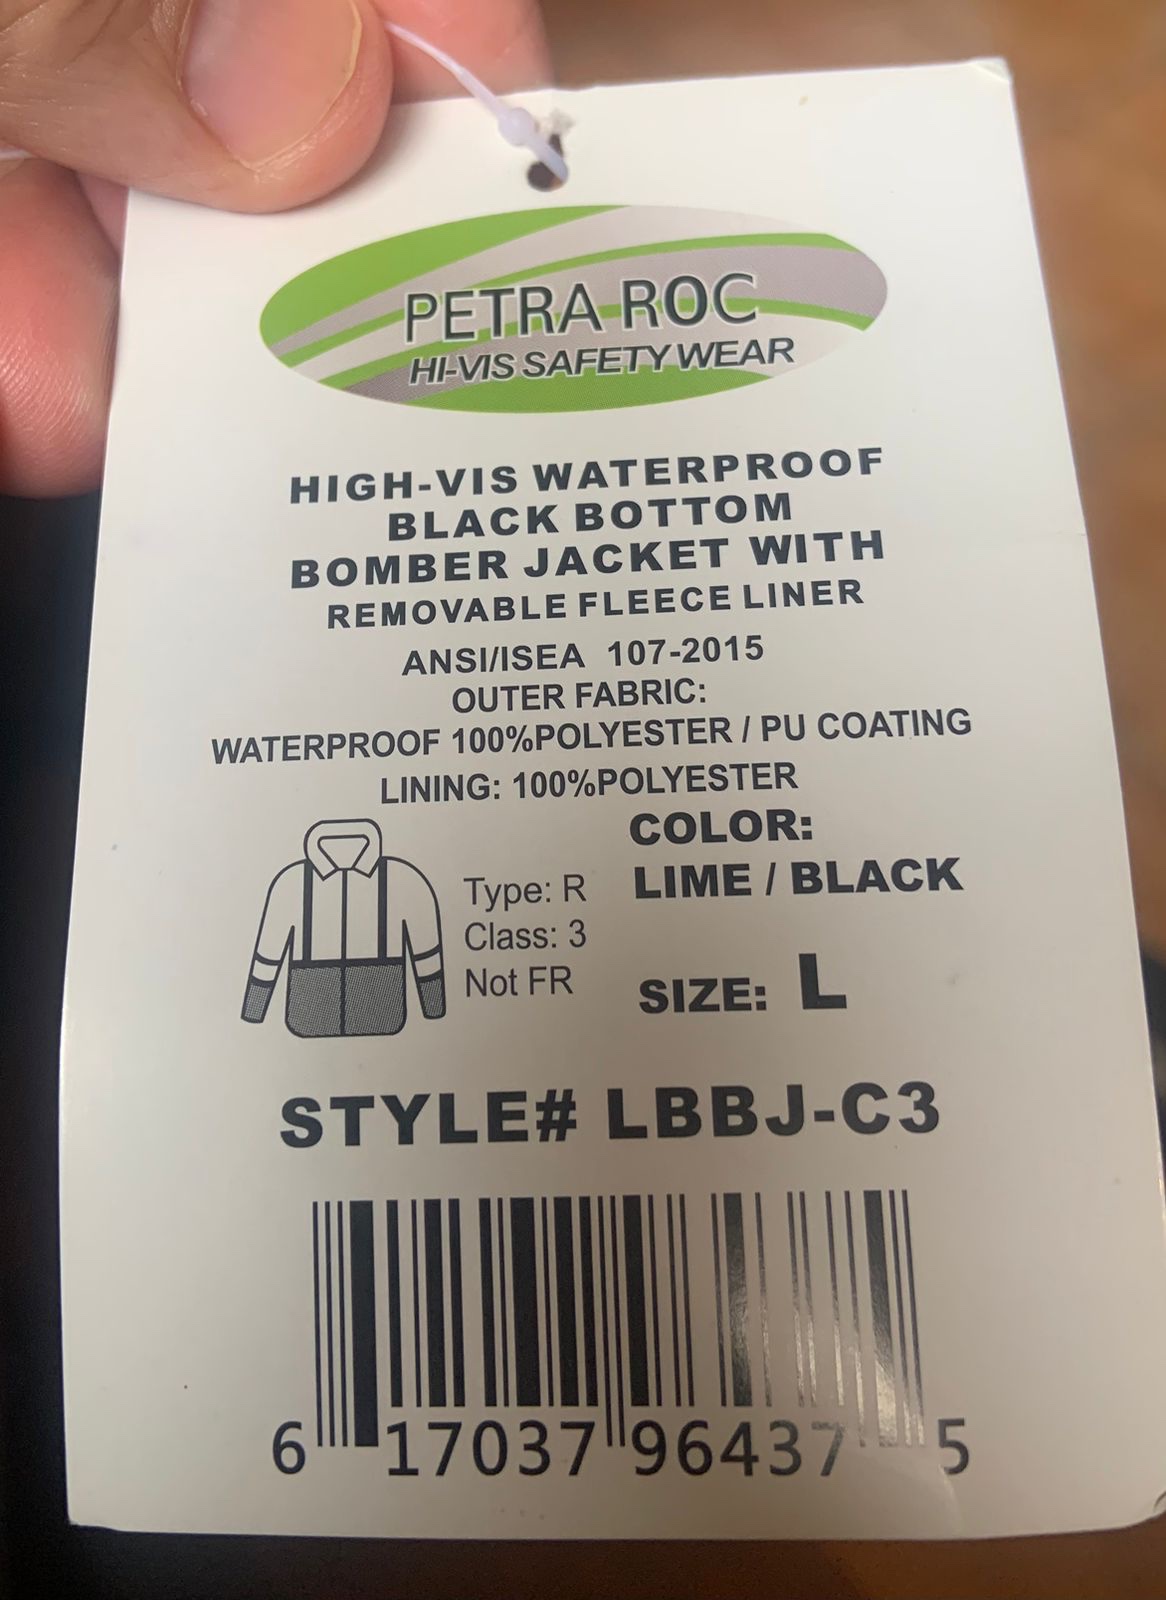 PETRA ROC
HI-VIS SAFETY WEAR
HIGH-VIS WATERPROOF
BLACK BOTTOM
BOMBER JACKET WITH
REMOVABLE FLEECE LINER
ANSI/ISEA 107-2015
OUTER FABRIC:
WATERPROOF 100%POLYESTER / PU COATING
LINING: 100%POLYESTER
Type: R
Class: 3
Not FR
COLOR:
LIME / BLACK
SIZE: L
STYLE# LBBJ-C3
6 17037 96437 5